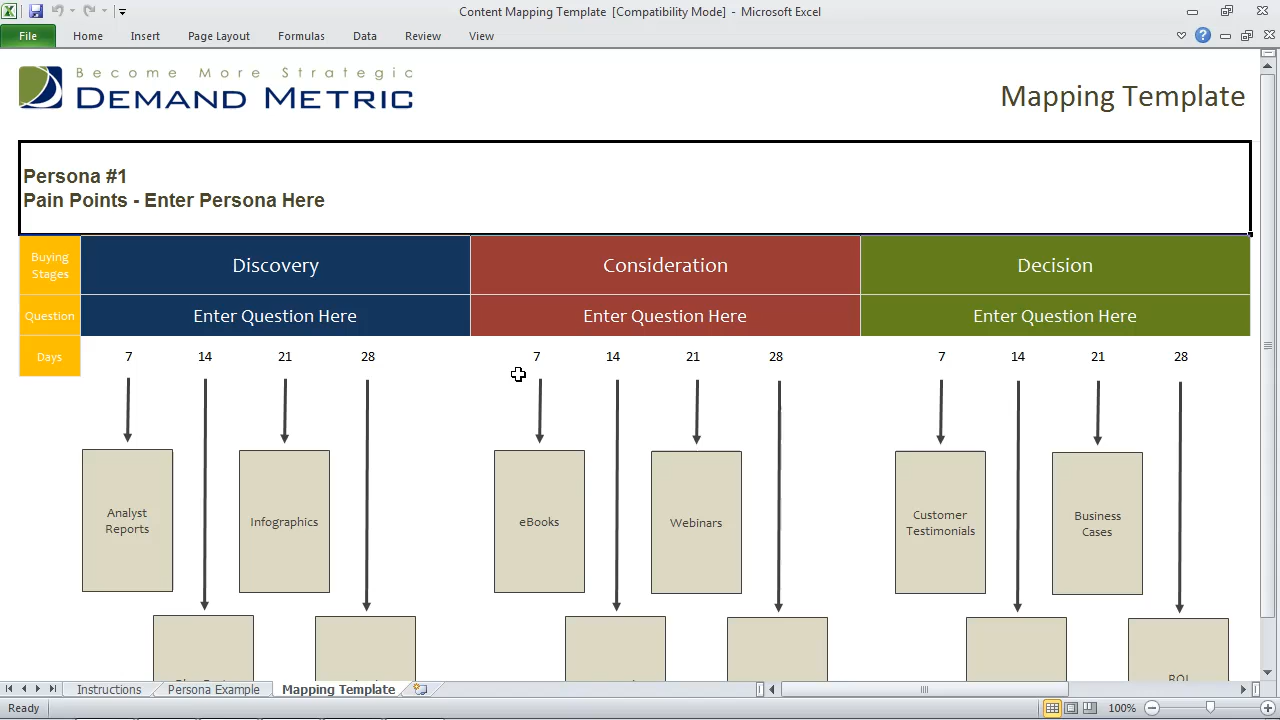 Content Mapping Template [Compatibility Mode] - Microsoft Excel
File Home Insert Page Layout Formulas Data Review View
Become More Strategic
DEMAND METRIC
Mapping Template
Persona #1
Pain Points - Enter Persona Here
Buying
Stages
Discovery Consideration Decision
Question Enter Question Here Enter Question Here Enter Question Here
Days 7 14 21 28 7 14 21 28 7 14 21 28
Analyst
Reports
Infographics
eBooks
Webinars
Customer
Testimonials
Business
Cases
ROI
Instructions Persona Example Mapping Template
Ready 100%